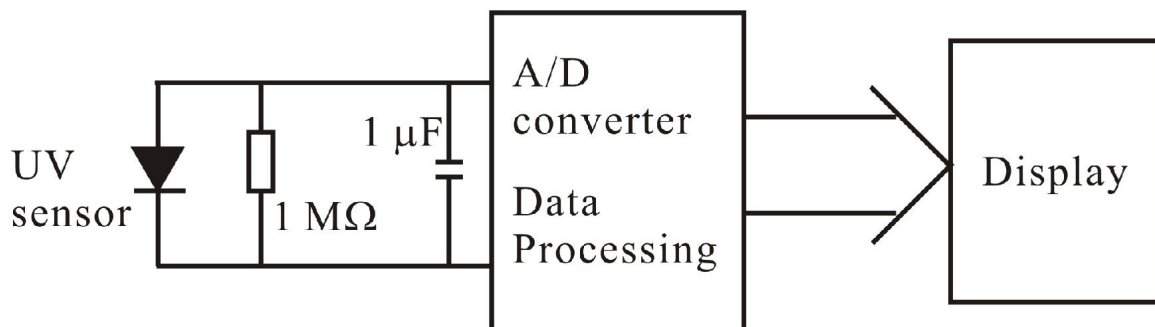 UV
sensor
1 MΩ
1 μF
A/D
converter
Data
Processing
Display